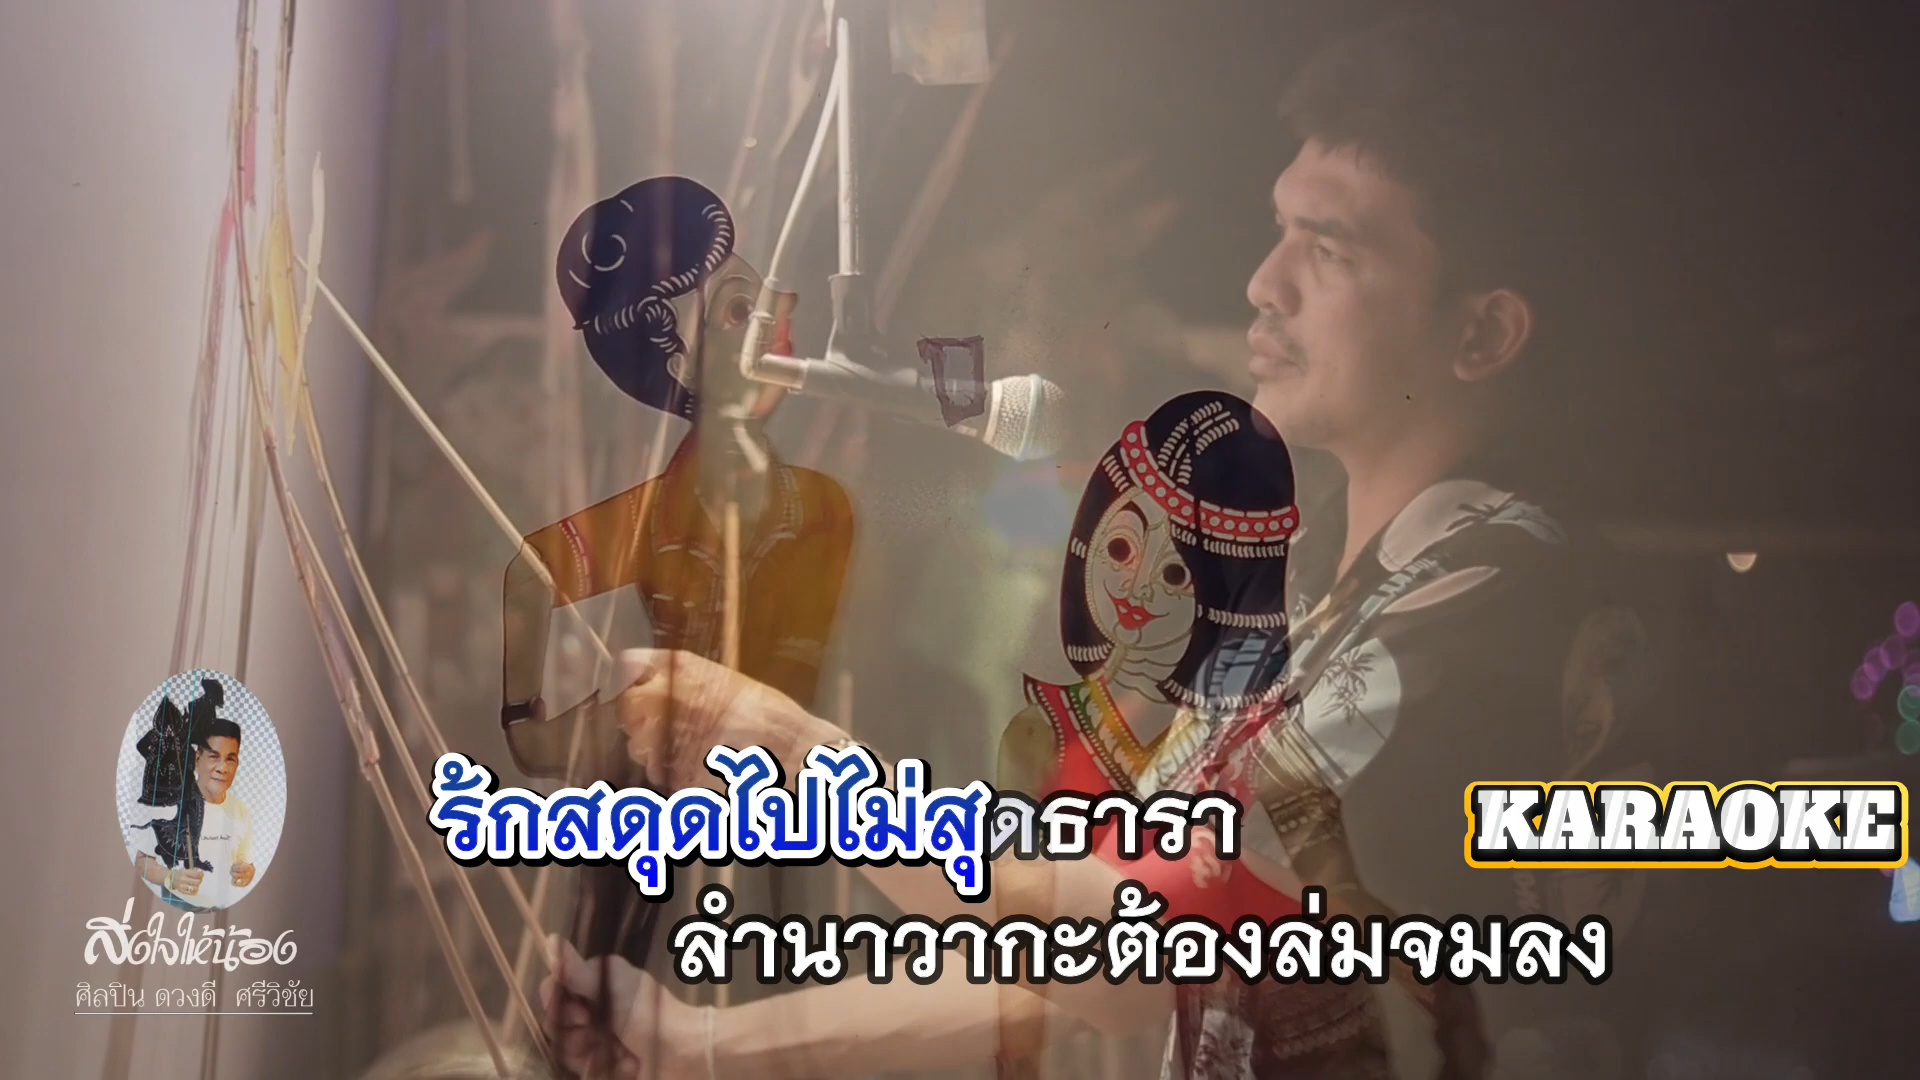 รักสดุดไปไม่สุดธารา
KARAOKE
ลำนาวากะต้องล่มจมลง
สี่งใจให้น้อง
ศิลปิน ดวงดี ศรีวิชัย